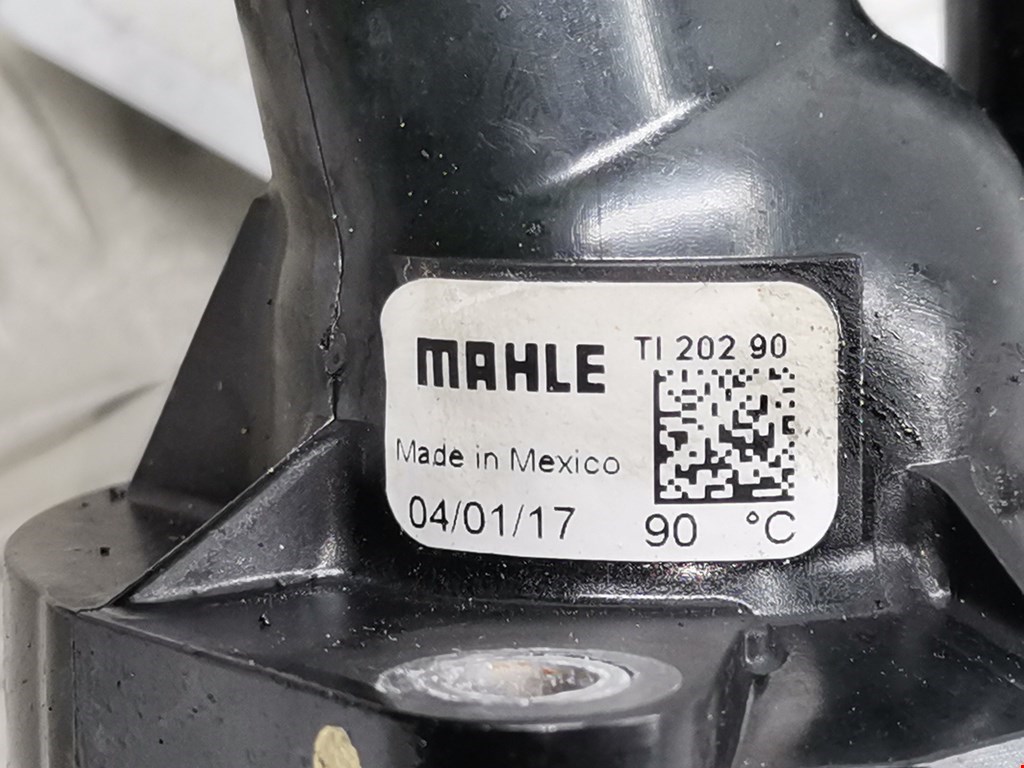 MAHLE
TI 202 90
Made in Mexico
04/01/17
90 °C